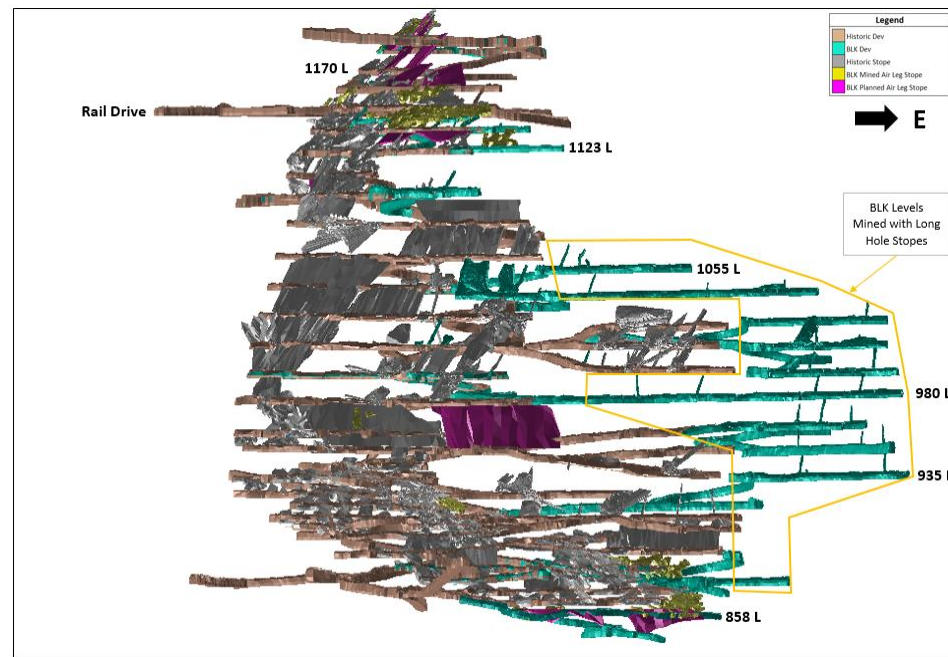 Legend
Historic Dev
BLK Dev
Historic Stope
BLK Mined Air Leg Stope
BLK Planned Air Leg Stope
E
1170 L
Rail Drive
1123 L
BLK Levels
Mined with Long
Hole Stopes
1055 L
980 L
935 L
858 L